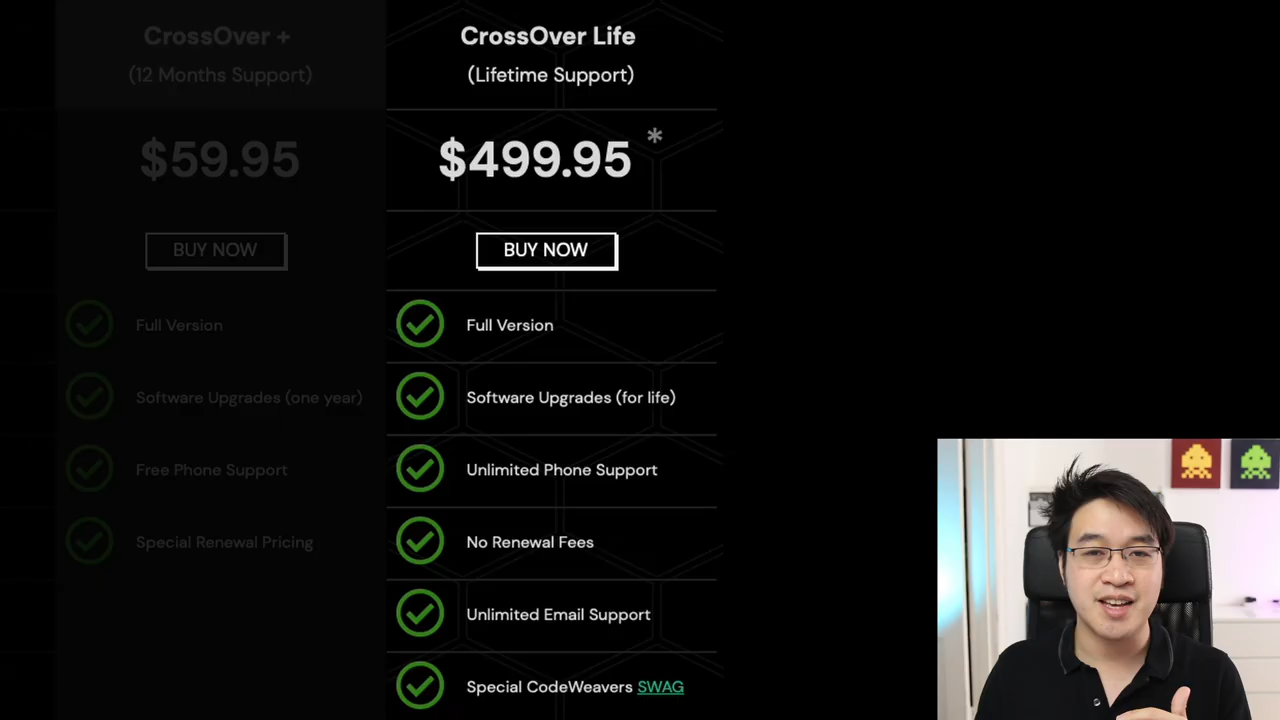 CrossOver +
(12 Months Support)
$59.95
BUY NOW
Full Version
Software Upgrades (one year)
Free Phone Support
Special Renewal Pricing
CrossOver Life
(Lifetime Support)
$499.95 *
BUY NOW
Full Version
Software Upgrades (for life)
Unlimited Phone Support
No Renewal Fees
Unlimited Email Support
Special CodeWeavers SWAG